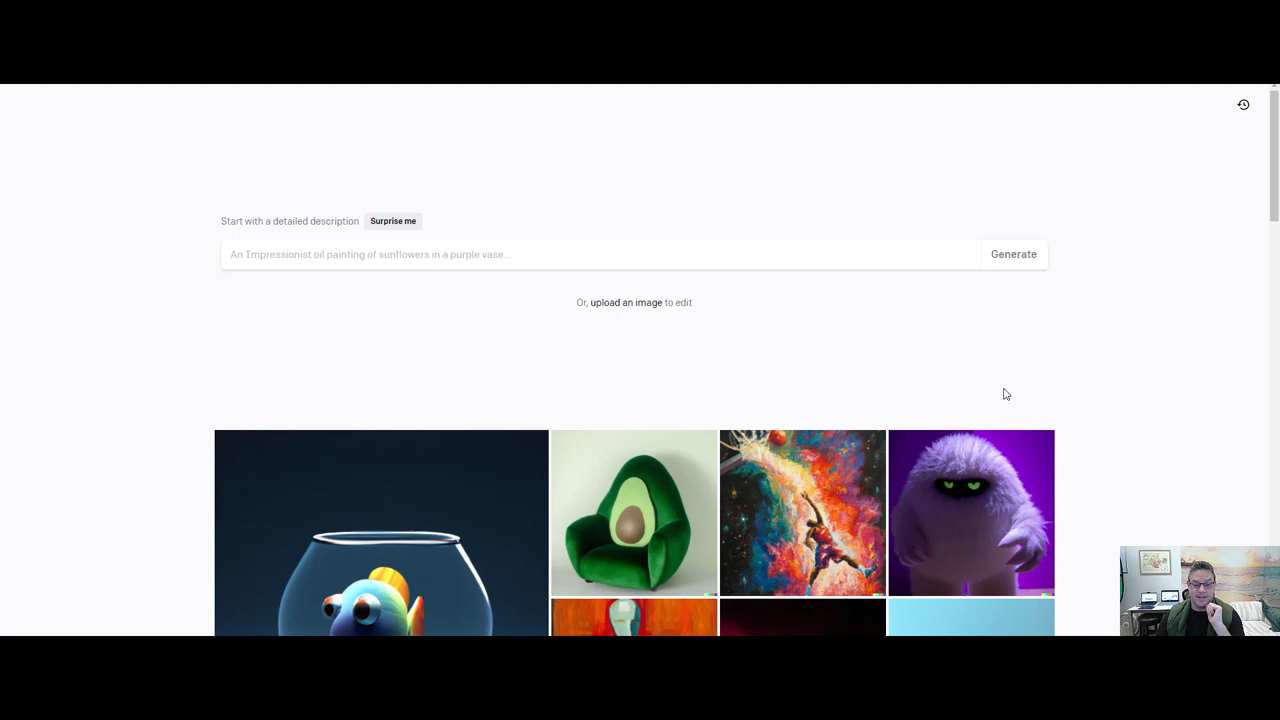 Start with a detailed description Surprise me
An Impressionist oil painting of sunflowers in a purple vase... Generate
Or, upload an image to edit